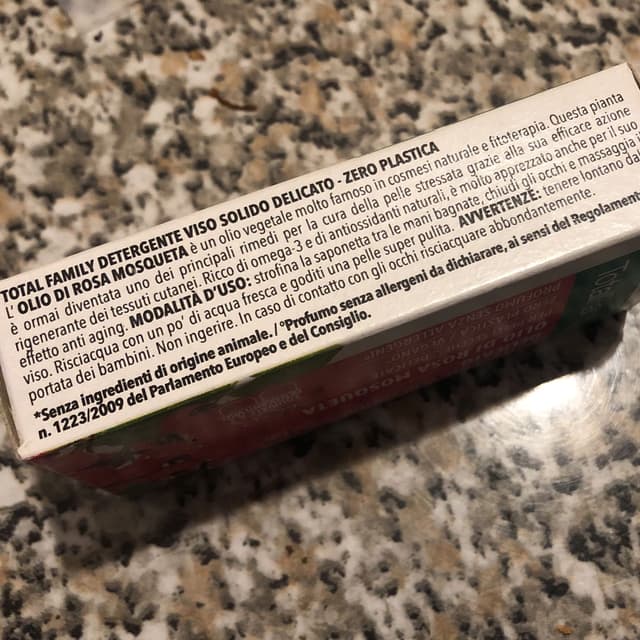 TOTAL FAMILY DETERGENTE VISO SOLIDO DELICATO - ZERO PLASTICA
L' OLIO DI ROSA MOSQUETA è un olio vegetale molto famoso in cosmesi naturale e fitoterapia. Questa pianta
è ormai diventata uno dei principali rimedi per la cura della pelle stressata grazie alla sua efficace azione
rigenerante dei tessuti cutanei. Ricco di omega-3 e di antiossidanti naturali, è molto apprezzato anche per il suo
effetto anti aging. MODALITÀ D'USO: strofina la saponetta tra le mani bagnate, chiudi gli occhi e massaggia
viso. Risciacqua con un po' di acqua fresca e goditi una pelle super pulita. AVVERTENZE: tenere lontano da
portata dei bambini. Non ingerire. In caso di contatto con gli occhi risciacquare abbondantemente.
*Senza ingredienti di origine animale. / °Profumo senza allergeni da dichiarare, ai sensi del Regolamen
n. 1223/2009 del Parlamento Europeo e del Consiglio.
MOSQUETA